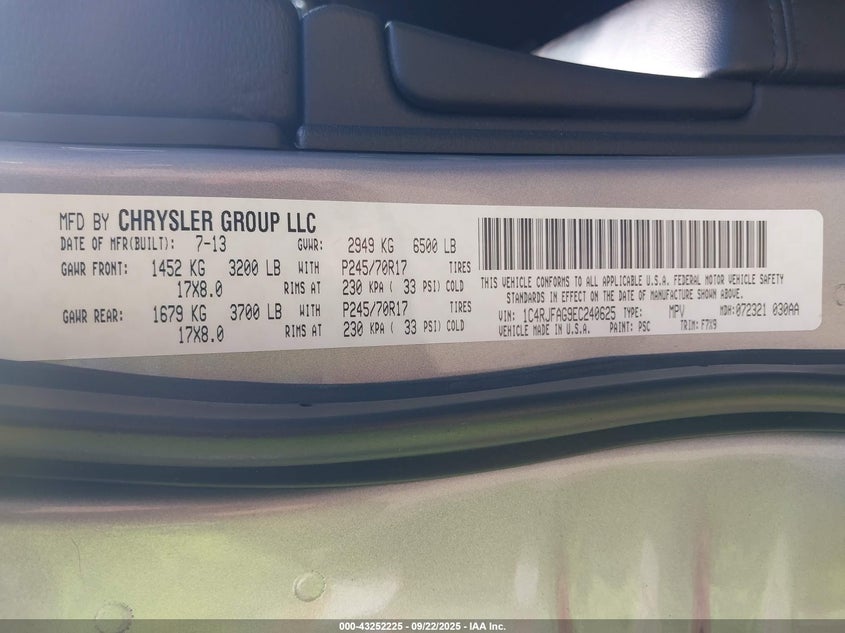 MFD BY CHRYSLER GROUP LLC
DATE OF MFR(BUILT): 7-13 GVWR: 2949 KG 6500 LB
GAWR FRONT: 1452 KG 3200 LB WITH P245/70R17 TIRES
17X8.0 RIMS AT 230 KPA ( 33 PSI) COLD
GAWR REAR: 1679 KG 3700 LB WITH P245/70R17 TIRES
17X8.0 RIMS AT 230 KPA ( 33 PSI) COLD
THIS VEHICLE CONFORMS TO ALL APPLICABLE U.S.A. FEDERAL MOTOR VEHICLE SAFETY
STANDARDS IN EFFECT ON THE DATE OF MANUFACTURE SHOWN ABOVE.
VIN: 1C4RJFAG9EC240625 TYPE: MPV MDH:072321 030AA
VEHICLE MADE IN U.S.A. PAINT: PSC TRIM: F7X9
000-43252225 - 09/22/2025 - IAA Inc.